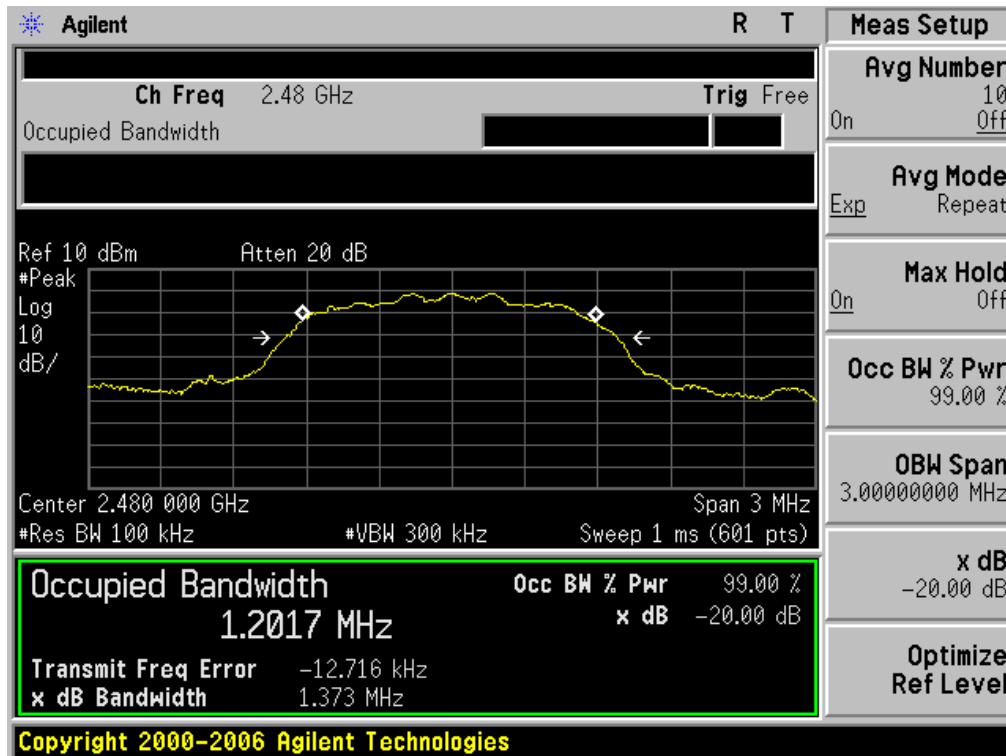 Agilent R T
Ch Freq 2.48 GHz Trig Free
Occupied Bandwidth
Ref 10 dBm Atten 20 dB
#Peak
Log
10
dB/
Center 2.480 000 GHz Span 3 MHz
#Res BW 100 kHz #VBW 300 kHz Sweep 1 ms (601 pts)
Occupied Bandwidth Occ BW % Pwr 99.00 %
1.2017 MHz x dB -20.00 dB
Transmit Freq Error -12.716 kHz
x dB Bandwidth 1.373 MHz
Copyright 2000-2006 Agilent Technologies
Meas Setup
Avg Number
10
On Off
Avg Mode
Exp Repeat
Max Hold
On Off
Occ BW % Pwr
99.00 %
OBW Span
3.00000000 MHz
x dB
-20.00 dB
Optimize
Ref Level